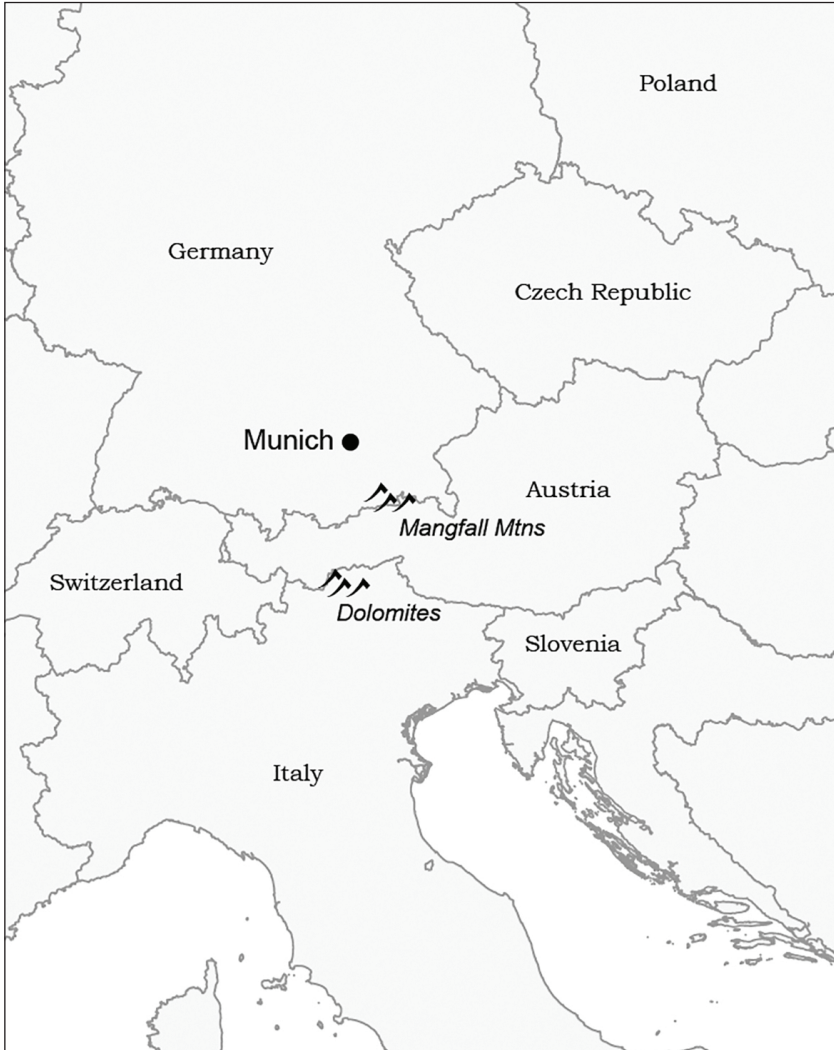 Poland
Germany
Czech Republic
Munich
Austria
Mangfall Mtns
Switzerland
Dolomites
Slovenia
Italy